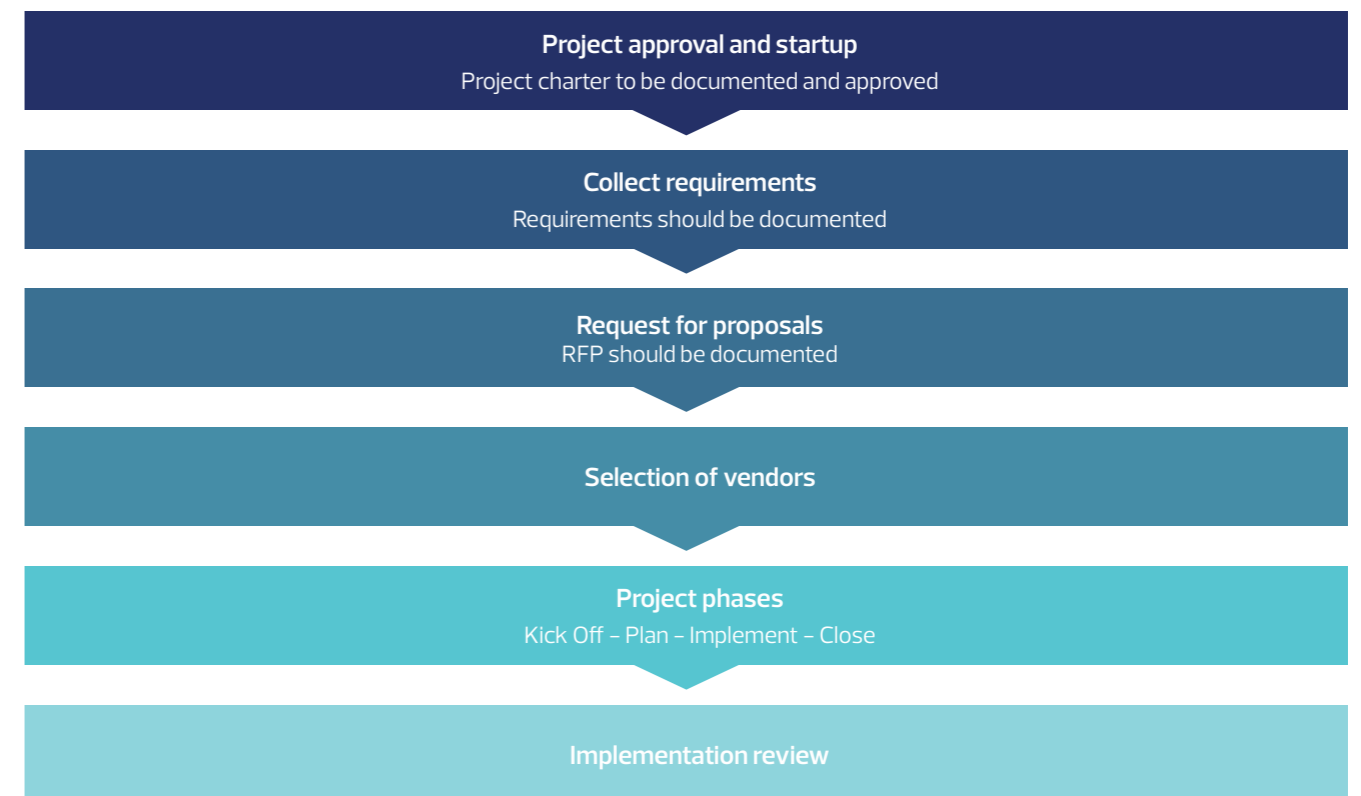 Project approval and startup
Project charter to be documented and approved
Collect requirements
Requirements should be documented
Request for proposals
RFP should be documented
Selection of vendors
Project phases
Kick Off – Plan – Implement – Close
Implementation review